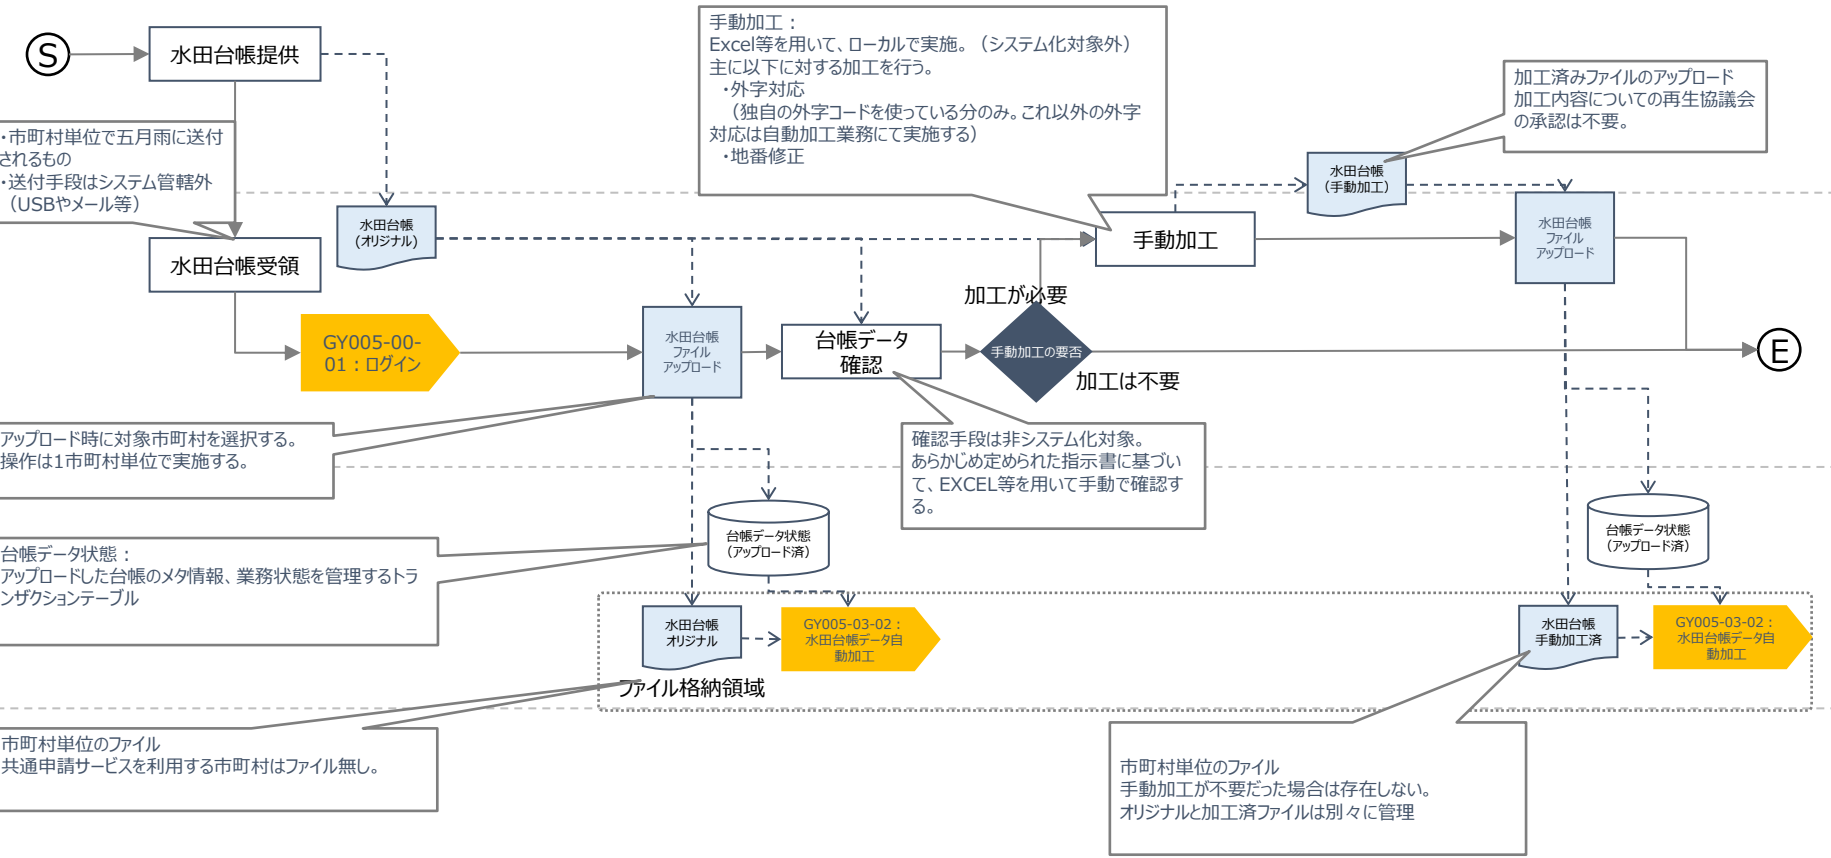 S
水田台帳提供
手動加工：
Excel等を用いて、ローカルで実施。（システム化対象外）
主に以下に対する加工を行う。
・外字対応
（独自の外字コードを使っている分のみ。これ以外の外字
対応は自動加工業務にて実施する）
・地番修正
加工済みファイルのアップロード
加工内容についての再生協議会
の承認は不要。
・市町村単位で五月雨に送付
されるもの
・送付手段はシステム管轄外
（USBやメール等）
水田台帳
（手動加工）
水田台帳
（オリジナル）
水田台帳受領
手動加工
水田台帳
ファイル
アップロード
加工が必要
GY005-00-
01：ログイン
水田台帳
ファイル
アップロード
台帳データ
確認
手動加工の要否
E
加工は不要
アップロード時に対象市町村を選択する。
操作は1市町村単位で実施する。
確認手段は非システム化対象。
あらかじめ定められた指示書に基づい
て、EXCEL等を用いて手動で確認す
る。
台帳データ状態：
アップロードした台帳のメタ情報、業務状態を管理するトラ
ンザクションテーブル
台帳データ状態
（アップロード済）
台帳データ状態
（アップロード済）
水田台帳
オリジナル
GY005-03-02：
水田台帳データ自
動加工
水田台帳
手動加工済
GY005-03-02：
水田台帳データ自
動加工
ファイル格納領域
市町村単位のファイル
共通申請サービスを利用する市町村はファイル無し。
市町村単位のファイル
手動加工が不要だった場合は存在しない。
オリジナルと加工済ファイルは別々に管理